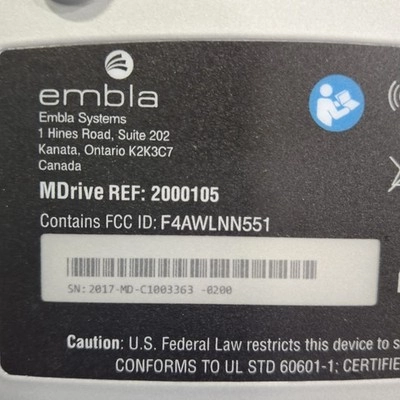 embla
Embla Systems
1 Hines Road, Suite 202
Kanata, Ontario K2K3C7
Canada
MDrive REF: 2000105
Contains FCC ID: F4AWLNN551
SN: 2017-MD-C1003363 -0200
Caution: U.S. Federal Law restricts this device to s
CONFORMS TO UL STD 60601-1; CERTIFIE